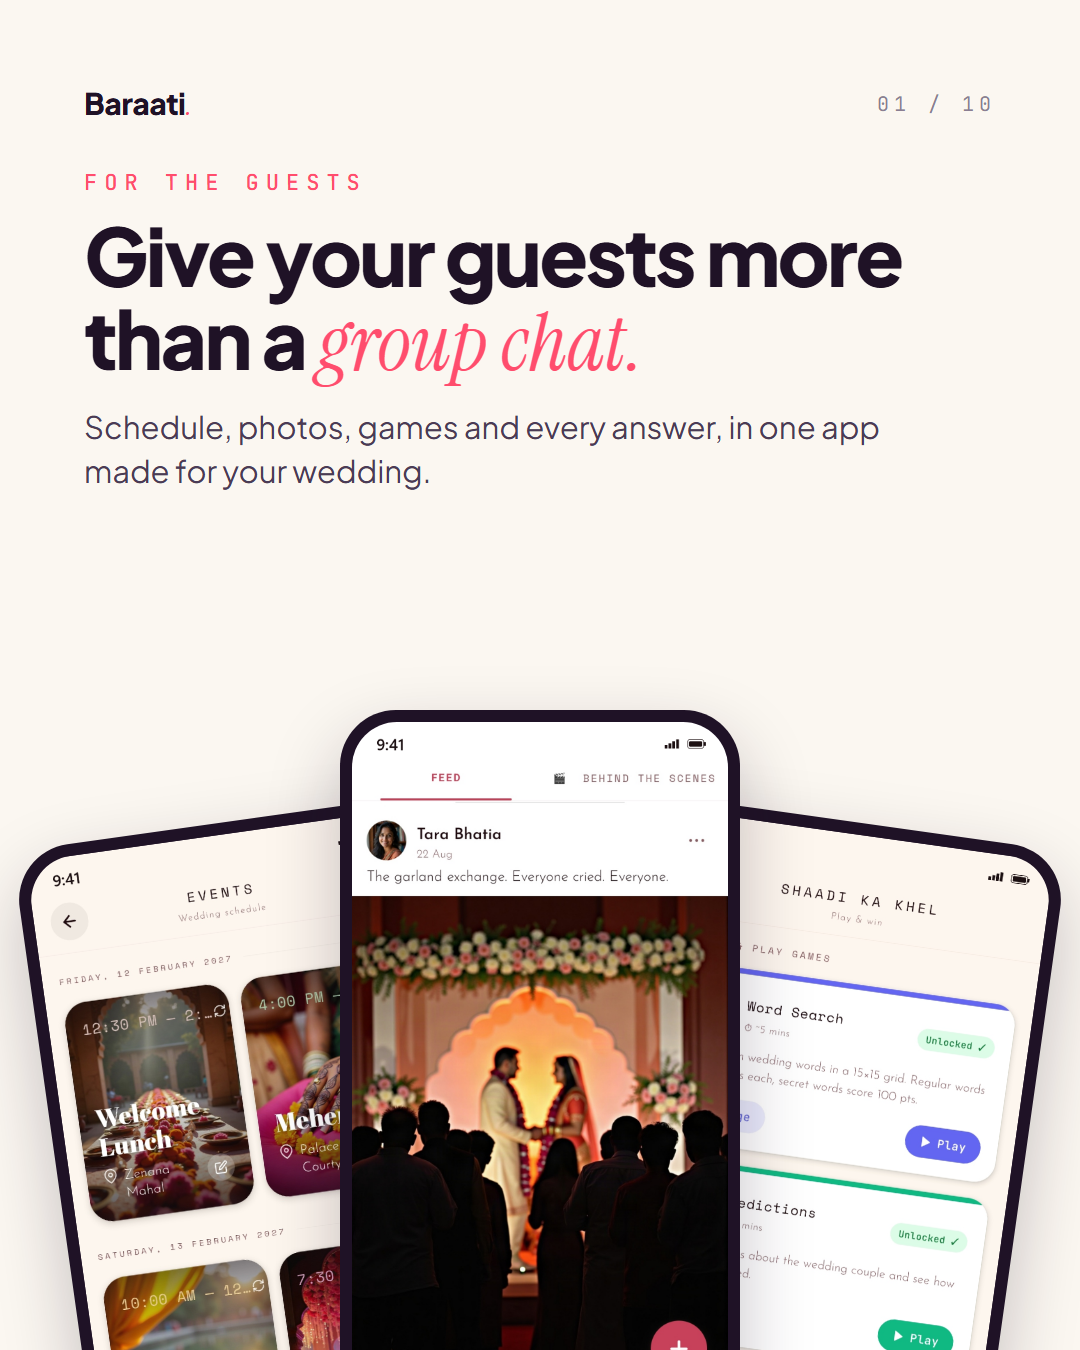 Baraati.
01 / 10
FOR THE GUESTS
Give your guests more
than a group chat.
Schedule, photos, games and every answer, in one app
made for your wedding.
9:41
EVENTS
Wedding schedule
FRIDAY, 12 FEBRUARY 2027
12:30 PM – 2:…
Welcome
Lunch
Zenana
Mahal
4:00 PM –
Palace
SATURDAY, 13 FEBRUARY 2027
10:00 AM – 12…
7:30
9:41
FEED
BEHIND THE SCENES
Tara Bhatia
22 Aug
The garland exchange. Everyone cried. Everyone.
SHAADI KA KHEL
Play & win
PLAY GAMES
Word Search
~5 mins
Unlocked ✓
wedding words in a 15×15 grid. Regular words
each, secret words score 100 pts.
Play
mins
Unlocked ✓
about the wedding couple and see how
Play